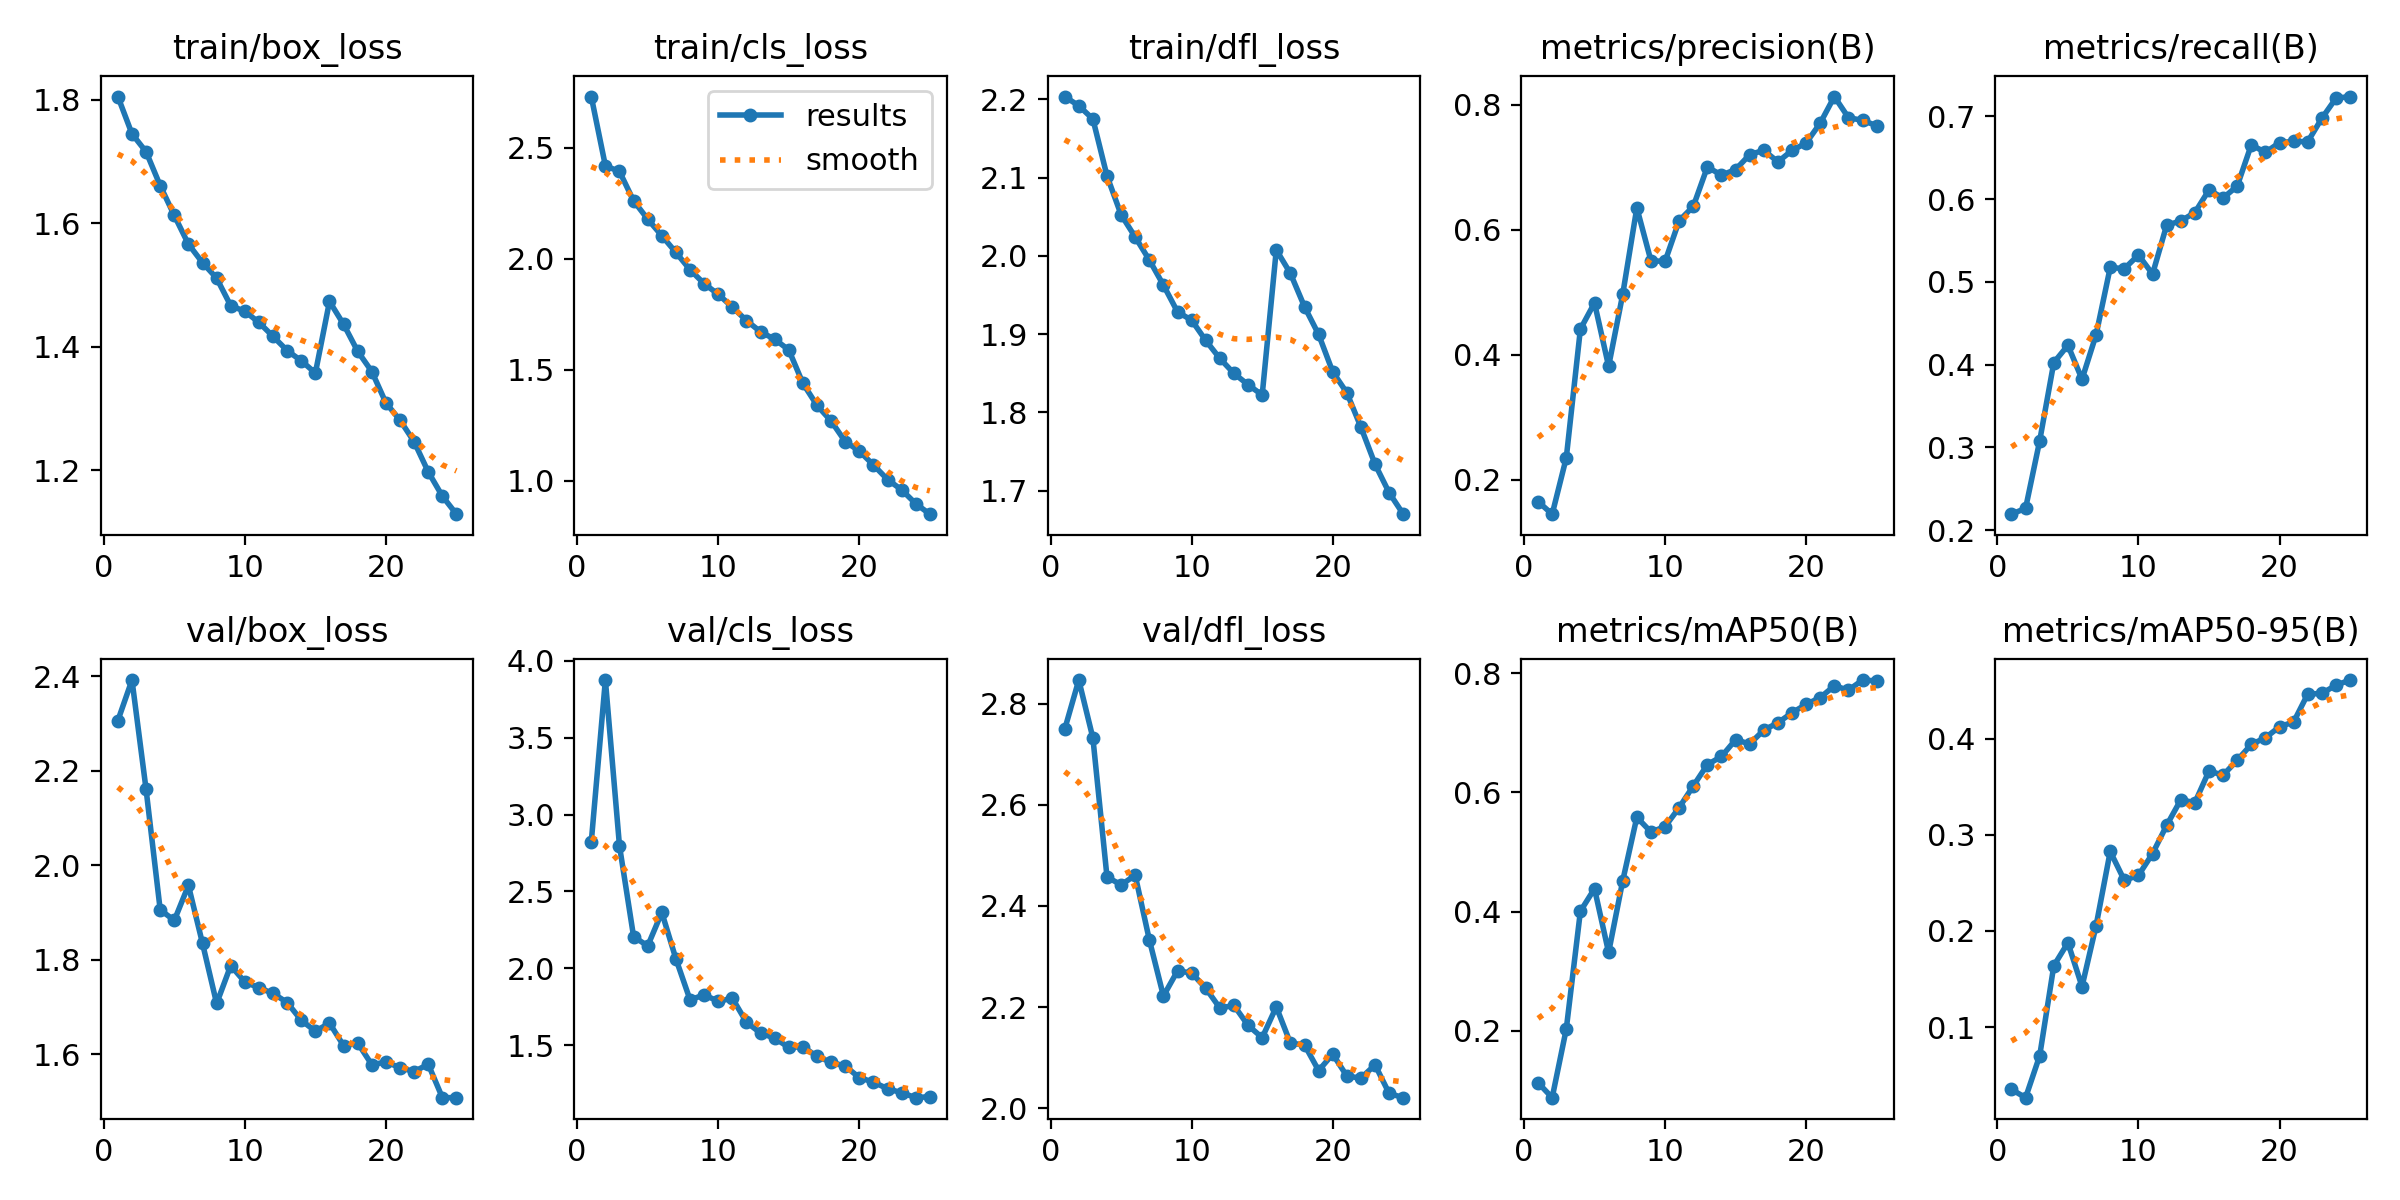 train/box_loss
1.8
1.6
1.4
1.2
0 10 20
train/cls_loss
results
smooth
2.5
2.0
1.5
1.0
0 10 20
train/dfl_loss
2.2
2.1
2.0
1.9
1.8
1.7
0 10 20
metrics/precision(B)
0.8
0.6
0.4
0.2
0 10 20
metrics/recall(B)
0.7
0.6
0.5
0.4
0.3
0.2
0 10 20
val/box_loss
2.4
2.2
2.0
1.8
1.6
0 10 20
val/cls_loss
4.0
3.5
3.0
2.5
2.0
1.5
0 10 20
val/dfl_loss
2.8
2.6
2.4
2.2
2.0
0 10 20
metrics/mAP50(B)
0.8
0.6
0.4
0.2
0 10 20
metrics/mAP50-95(B)
0.4
0.3
0.2
0.1
0 10 20